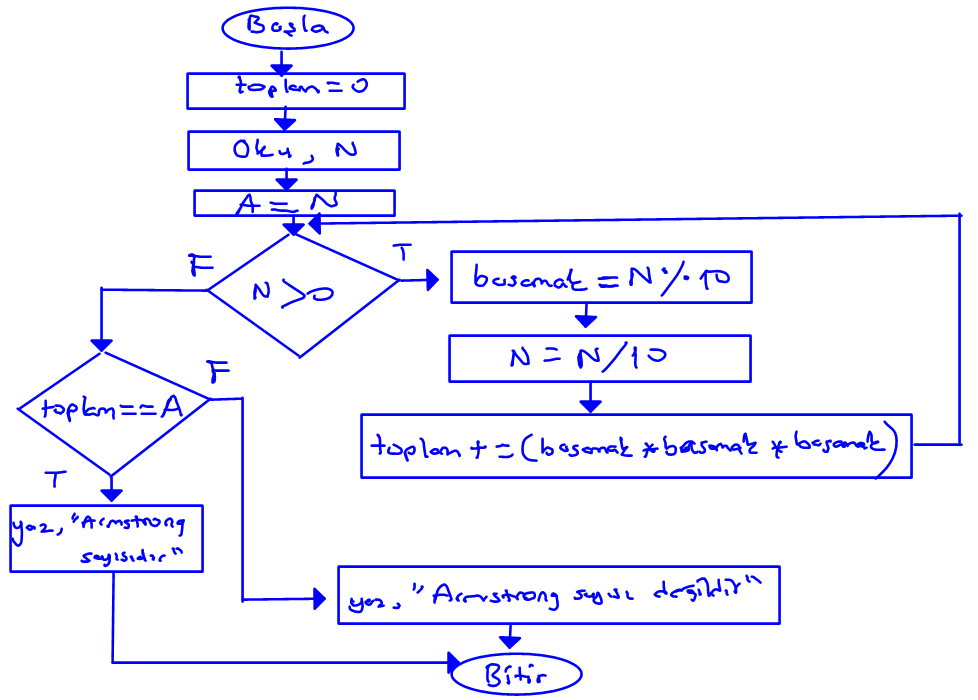 Başla
toplam=0
Oku, N
A=N
F
T
N>0
basamak=N%10
N=N/10
toplam+=(basamak*basamak*basamak)
F
toplam==A
T
yaz, "Armstrong
sayısıdır"
yaz, "Armstrong sayısı değildir"
Bitir